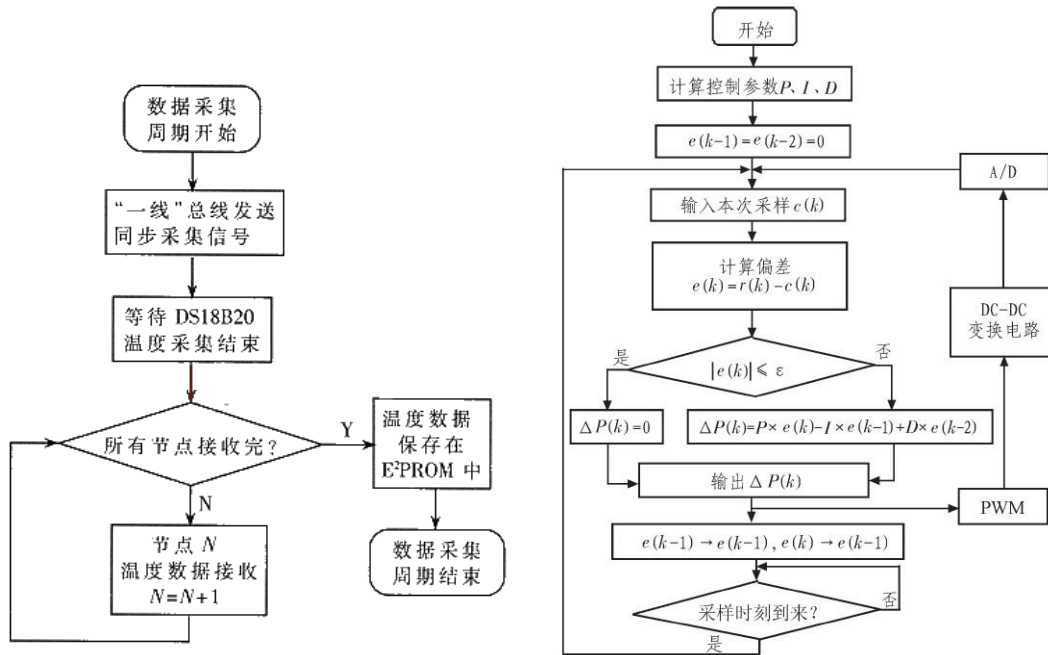 数据采集
周期开始
“一线”总线发送
同步采集信号
等待 DS18B20
温度采集结束
所有节点接收完?
Y
N
温度数据
保存在
E²PROM 中
节点 N
温度数据接收
N=N+1
数据采集
周期结束
开始
计算控制参数P、I、D
e(k-1)=e(k-2)=0
A/D
输入本次采样c(k)
计算偏差
e(k)=r(k)-c(k)
DC-DC
变换电路
是
否
|e(k)|≤ε
ΔP(k)=0
ΔP(k)=P×e(k)-I×e(k-1)+D×e(k-2)
输出ΔP(k)
PWM
e(k-1)→e(k-1),e(k)→e(k-1)
采样时刻到来?
否
是